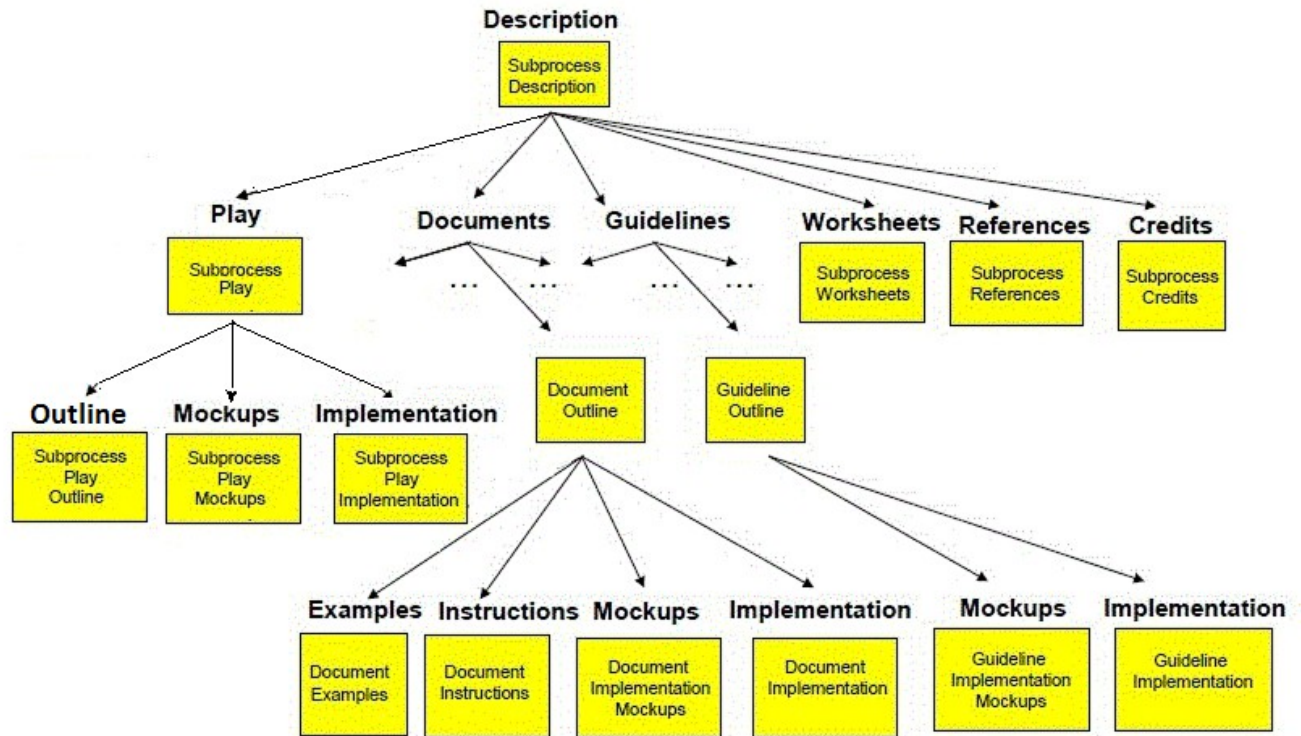 Description
Subprocess
Description
Play
Documents
Guidelines
Worksheets
References
Credits
Subprocess
Play
Subprocess
Worksheets
Subprocess
References
Subprocess
Credits
...
...
...
...
Document
Outline
Guideline
Outline
Outline
Mockups
Implementation
Subprocess
Play
Outline
Subprocess
Play
Mockups
Subprocess
Play
Implementation
Examples
Instructions
Mockups
Implementation
Mockups
Implementation
Document
Examples
Document
Instructions
Document
Implementation
Mockups
Document
Implementation
Guideline
Implementation
Mockups
Guideline
Implementation